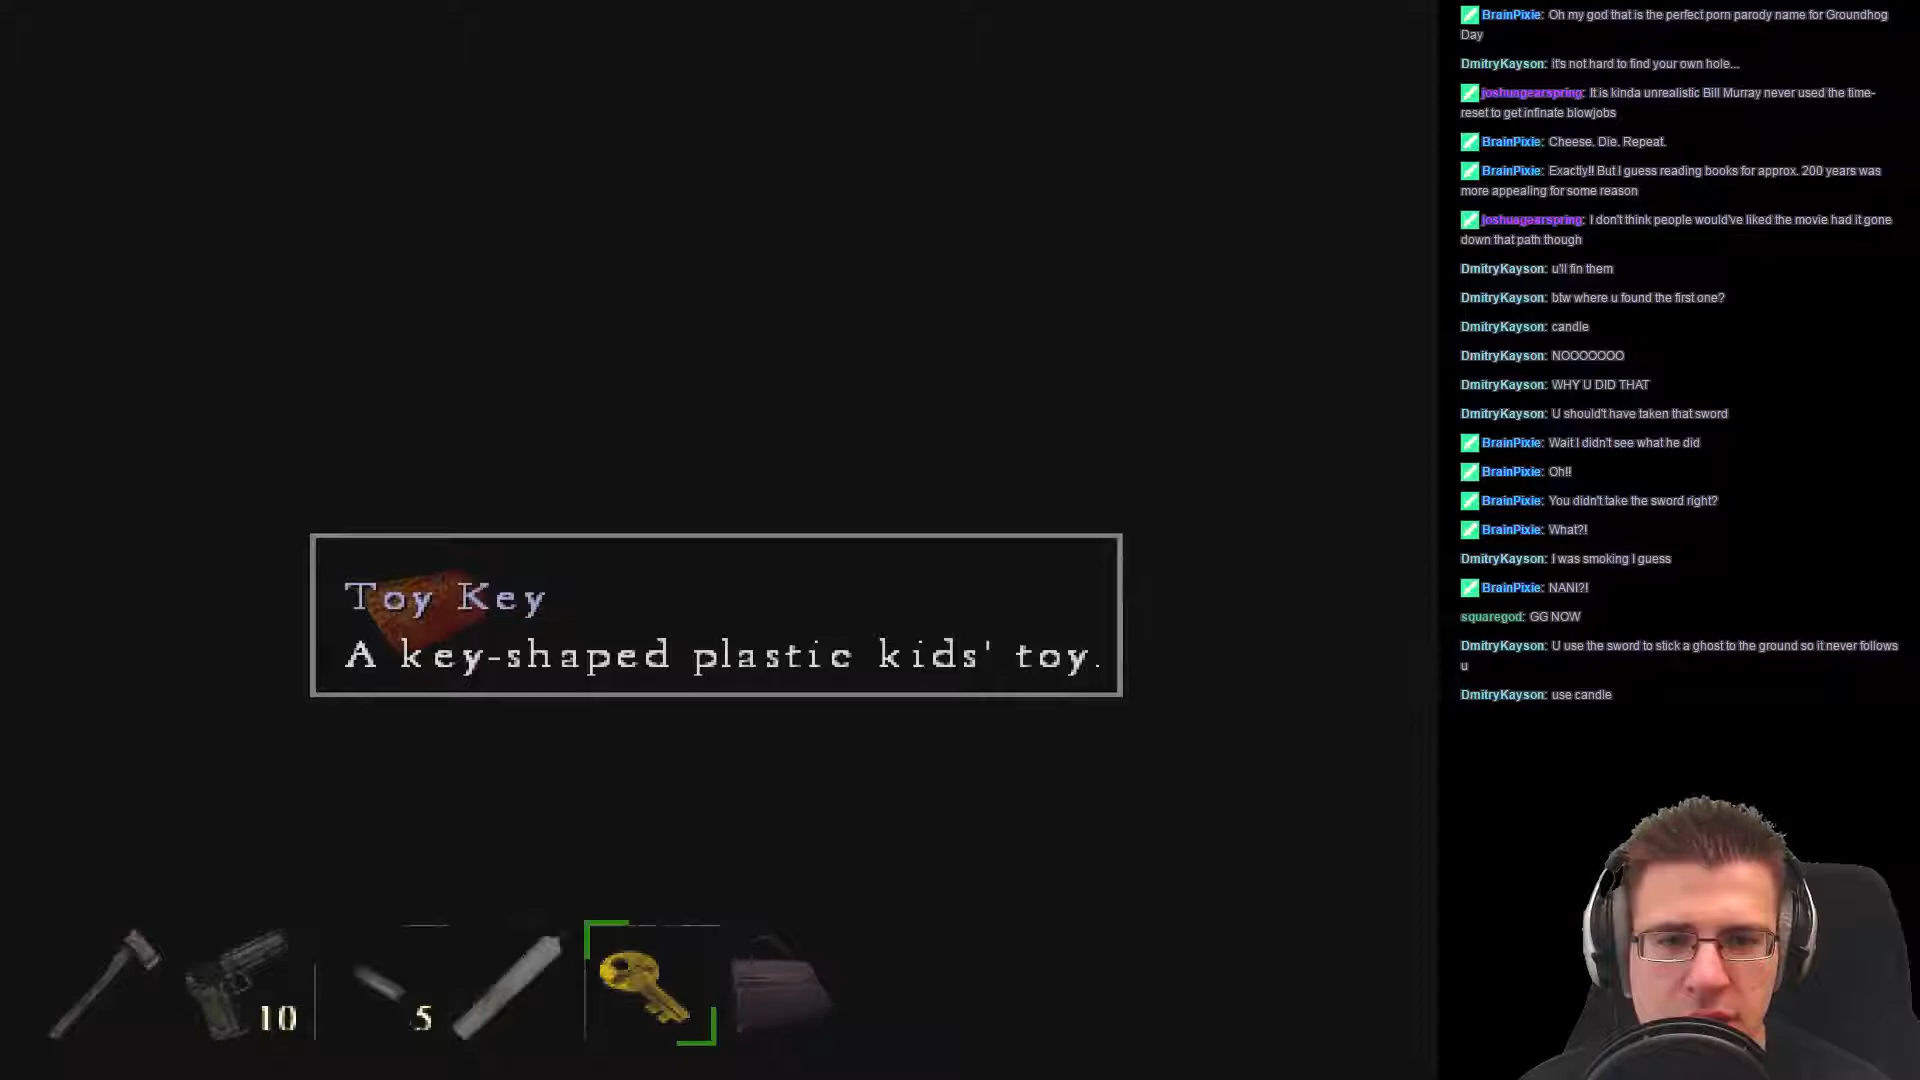 BrainPixie: Oh my god that is the perfect porn parody name for Groundhog
Day
DmitryKayson: it's not hard to find your own hole...
joshuagearspring: It is kinda unrealistic Bill Murray never used the time-
reset to get infinate blowjobs
BrainPixie: Cheese. Die. Repeat.
BrainPixie: Exactly!! But I guess reading books for approx. 200 years was
more appealing for some reason
joshuagearspring: I don't think people would've liked the movie had it gone
down that path though
DmitryKayson: u'll fin them
DmitryKayson: btw where u found the first one?
DmitryKayson: candle
DmitryKayson: NOOOOOOO
DmitryKayson: WHY U DID THAT
DmitryKayson: U should't have taken that sword
BrainPixie: Wait I didn't see what he did
BrainPixie: Oh!!
BrainPixie: You didn't take the sword right?
BrainPixie: What?!
DmitryKayson: I was smoking I guess
BrainPixie: NANI?!
squaregod: GG NOW
DmitryKayson: U use the sword to stick a ghost to the ground so it never follows
u
DmitryKayson: use candle
Toy Key
A key-shaped plastic kids' toy.
10
5